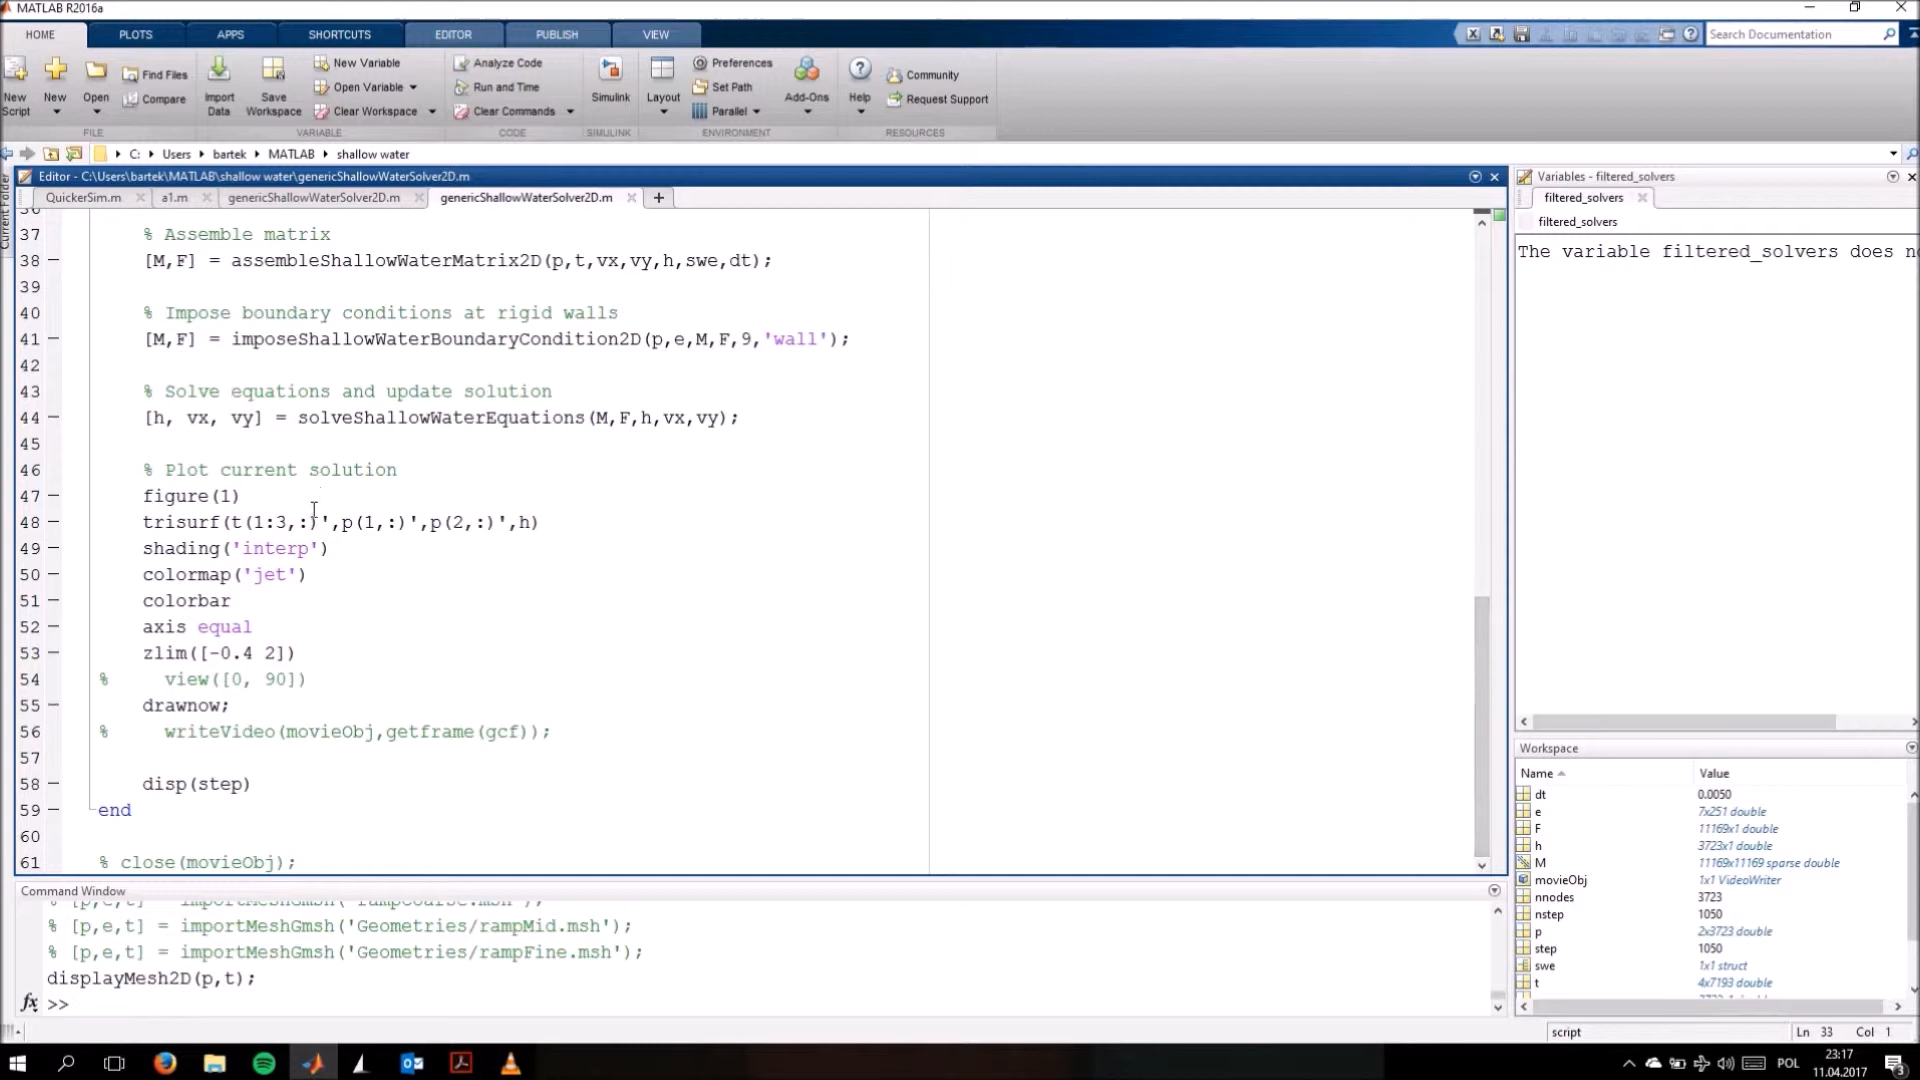 MATLAB R2016a
HOME PLOTS APPS SHORTCUTS EDITOR PUBLISH VIEW Search Documentation
New Script New Open Find Files Compare Import Data Save Workspace New Variable Open Variable Clear Workspace Analyze Code Run and Time Clear Commands Simulink Layout Preferences Set Path Parallel Add-Ons Help Community Request Support
FILE VARIABLE CODE SIMULINK ENVIRONMENT RESOURCES
C: Users bartek MATLAB shallow water
Current Folder
Editor - C:\Users\bartek\MATLAB\shallow water\genericShallowWaterSolver2D.m
QuickerSim.m a1.m genericShallowWaterSolver2D.m genericShallowWaterSolver2D.m +
36
37 % Assemble matrix
38 [M,F] = assembleShallowWaterMatrix2D(p,t,vx,vy,h,swe,dt);
39
40 % Impose boundary conditions at rigid walls
41 [M,F] = imposeShallowWaterBoundaryCondition2D(p,e,M,F,9,'wall');
42
43 % Solve equations and update solution
44 [h, vx, vy] = solveShallowWaterEquations(M,F,h,vx,vy);
45
46 % Plot current solution
47 figure(1)
48 trisurf(t(1:3,:)',p(1,:)',p(2,:)',h)
49 shading('interp')
50 colormap('jet')
51 colorbar
52 axis equal
53 zlim([-0.4 2])
54 % view([0, 90])
55 drawnow;
56 % writeVideo(movieObj,getframe(gcf));
57
58 disp(step)
59 end
60
61 % close(movieObj);
Variables - filtered_solvers
filtered_solvers
filtered_solvers
The variable filtered_solvers does
Workspace
Name Value
dt 0.0050
e 7x251 double
F 11169x1 double
h 3723x1 double
M 11169x11169 sparse double
movieObj 1x1 VideoWriter
nnodes 3723
nstep 1050
p 2x3723 double
step 1050
swe 1x1 struct
t 4x7193 double
Command Window
% [p,e,t] = importMeshGmsh('Geometries/rampMid.msh');
% [p,e,t] = importMeshGmsh('Geometries/rampFine.msh');
displayMesh2D(p,t);
fx >>
script Ln 33 Col 1
POL
23:17
11.04.2017
3